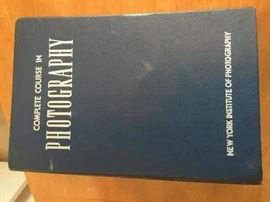 COMPLETE COURSE IN
PHOTOGRAPHY
NEW YORK INSTITUTE OF PHOTOGRAPHY